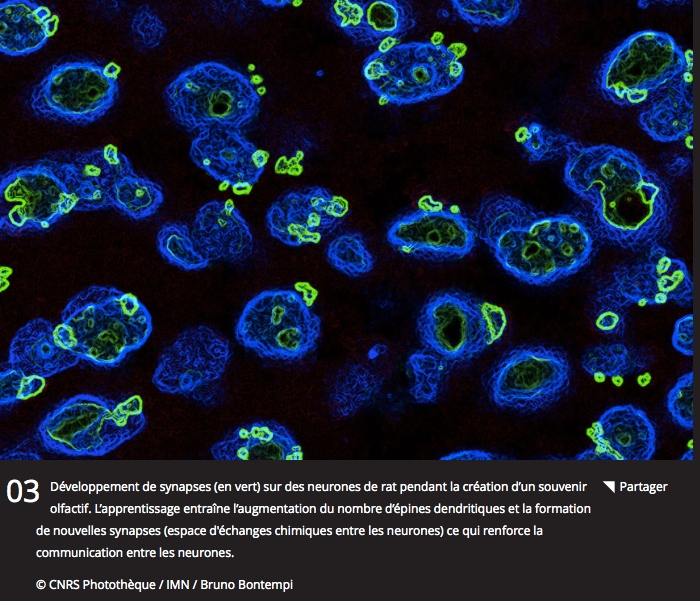 03 Développement de synapses (en vert) sur des neurones de rat pendant la création d'un souvenir
Partager
olfactif. L'apprentissage entraîne l'augmentation du nombre d'épines dendritiques et la formation
de nouvelles synapses (espace d'échanges chimiques entre les neurones) ce qui renforce la
communication entre les neurones.
© CNRS Photothèque / IMN / Bruno Bontempi